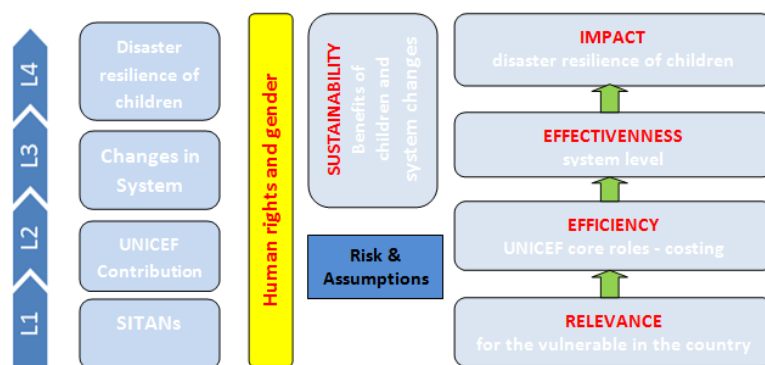 L4
L3
L2
L1
Disaster
resilience of
children
Changes in
System
UNICEF
Contribution
SITANs
Human rights and gender
SUSTAINABILITY
Benefits of
children and
system changes
Risk &
Assumptions
IMPACT
disaster resilience of children
EFFECTIVENNESS
system level
EFFICIENCY
UNICEF core roles - costing
RELEVANCE
for the vulnerable in the country